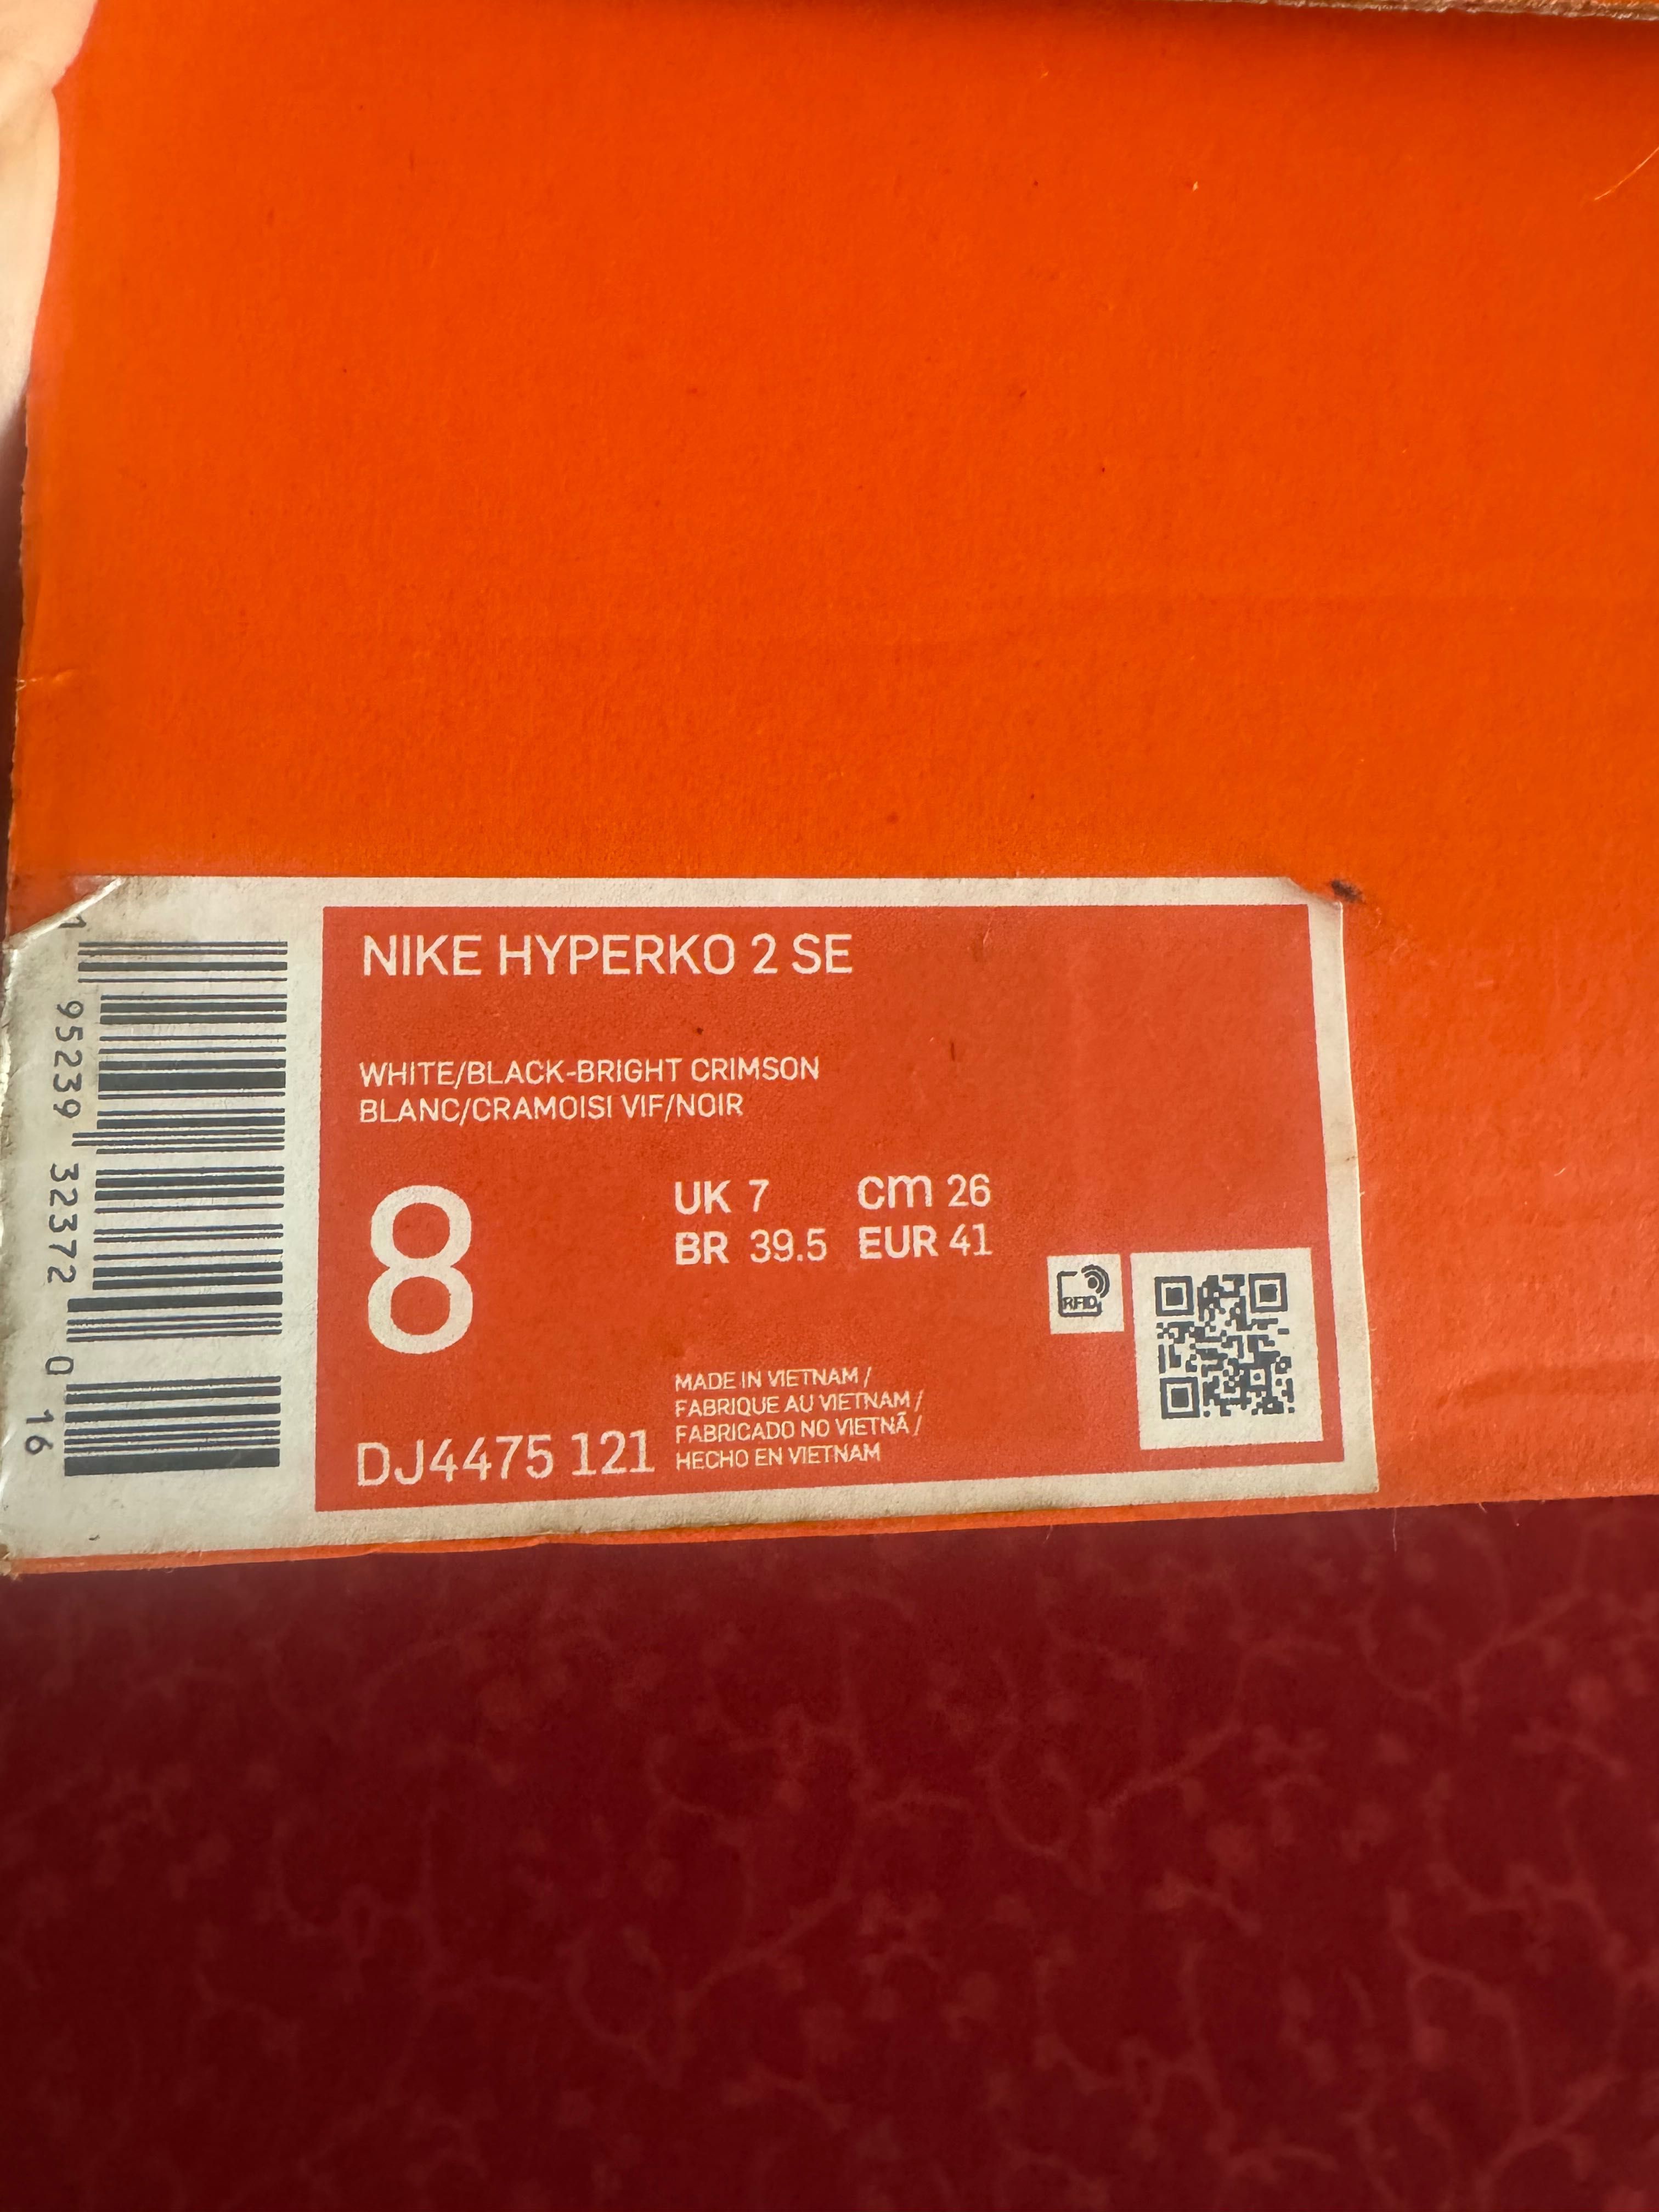 NIKE HYPERKO 2 SE
WHITE/BLACK-BRIGHT CRIMSON
BLANC/CRAMOISI VIF/NOIR
8
UK 7 cm 26
BR 39.5 EUR 41
RFID
MADE IN VIETNAM /
FABRIQUE AU VIETNAM /
FABRICADO NO VIETNÃ /
HECHO EN VIETNAM
DJ4475 121
1 95239 32372 0 16